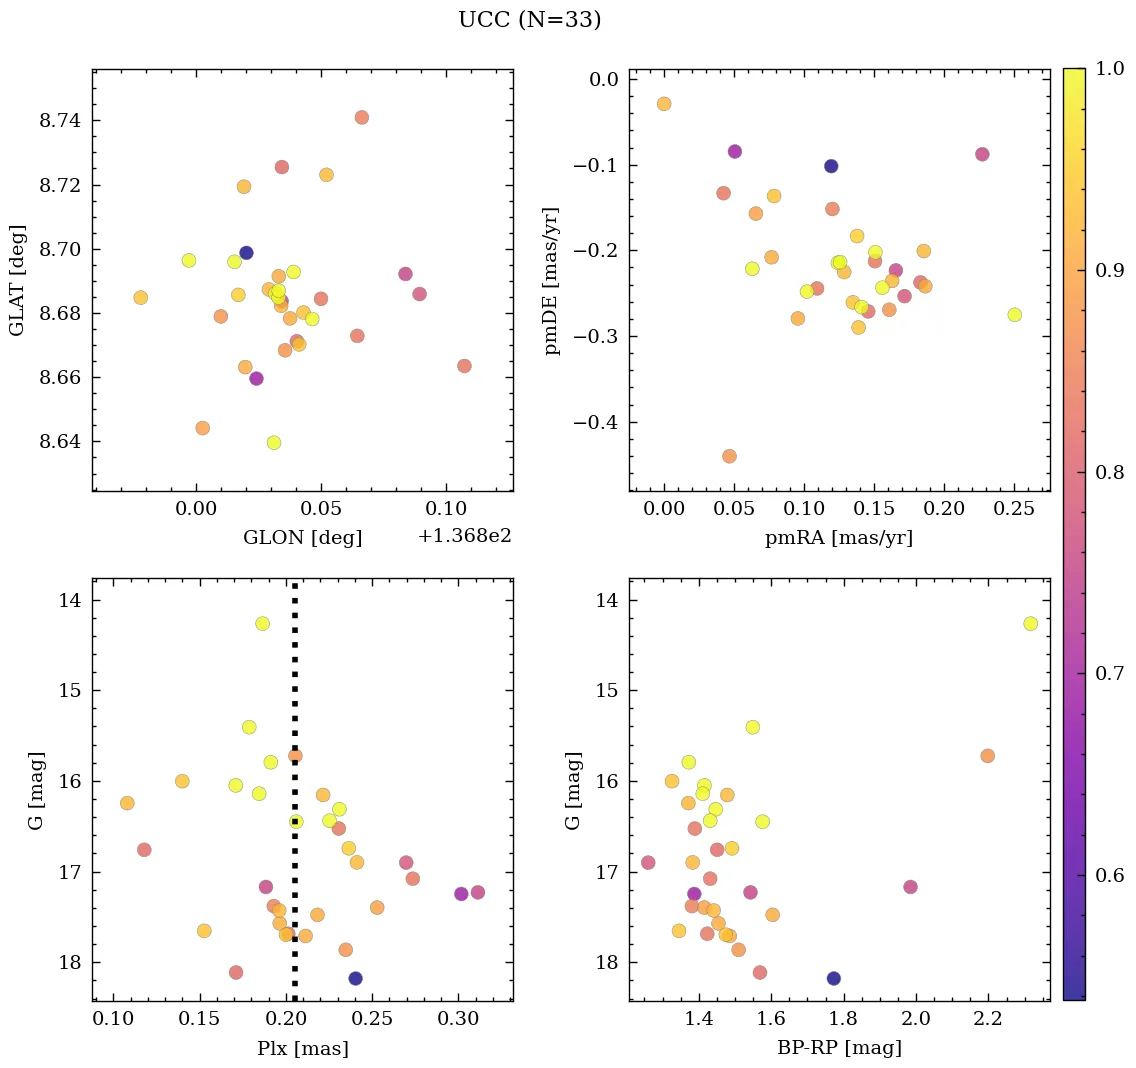 UCC (N=33)
8.74
8.72
8.70
8.68
8.66
8.64
GLAT [deg]
0.00 0.05 0.10
GLON [deg]
+1.368e2
0.0
−0.1
−0.2
−0.3
−0.4
pmDE [mas/yr]
0.00 0.05 0.10 0.15 0.20 0.25
pmRA [mas/yr]
1.0
0.9
0.8
0.7
0.6
14
15
16
17
18
G [mag]
0.10 0.15 0.20 0.25 0.30
Plx [mas]
14
15
16
17
18
G [mag]
1.4 1.6 1.8 2.0 2.2
BP-RP [mag]